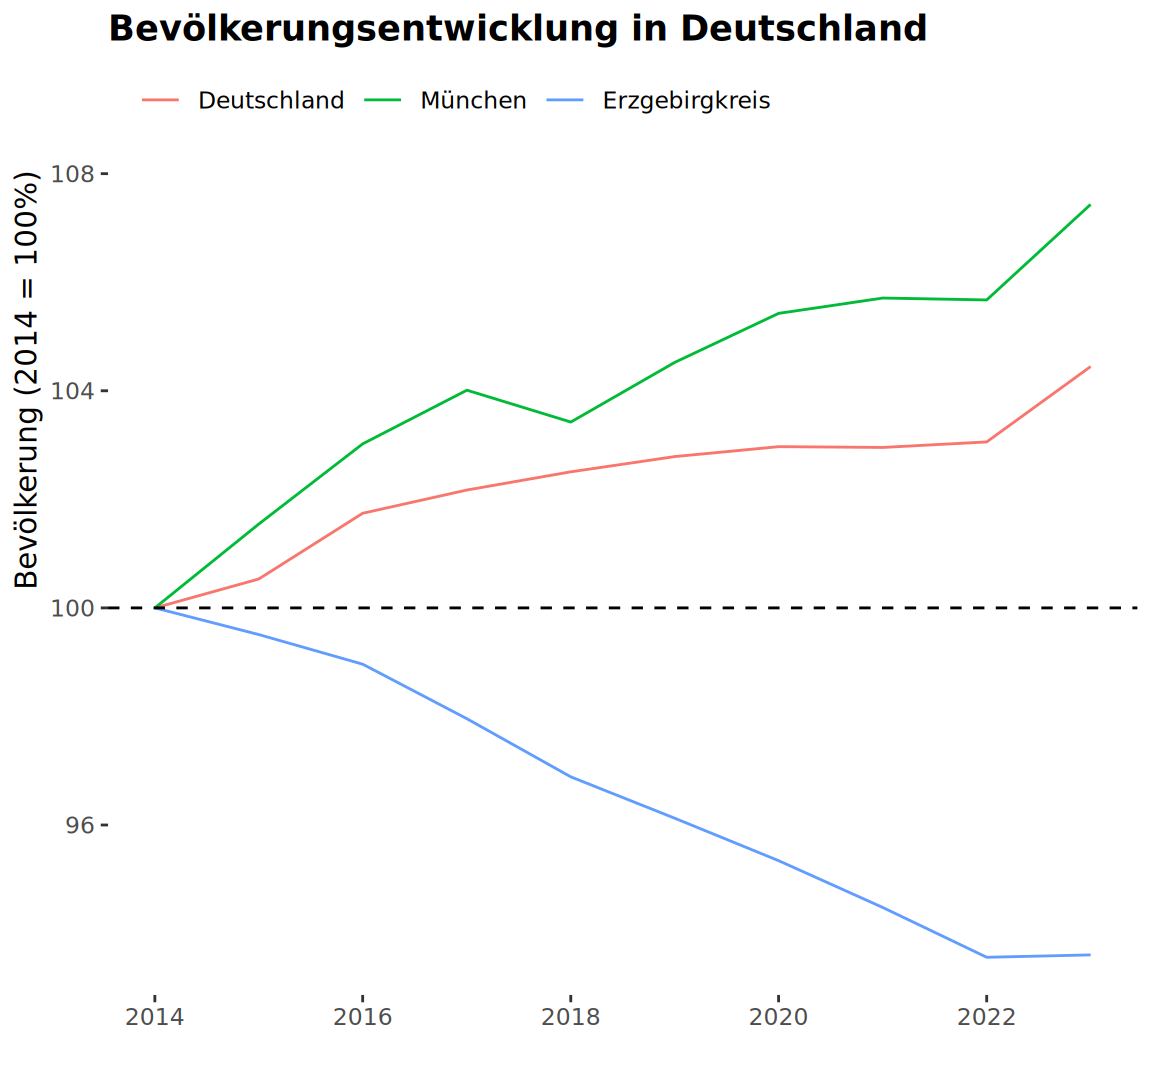 Bevölkerungsentwicklung in Deutschland
Deutschland München Erzgebirgkreis
Bevölkerung (2014 = 100%)
108
104
100
96
2014 2016 2018 2020 2022